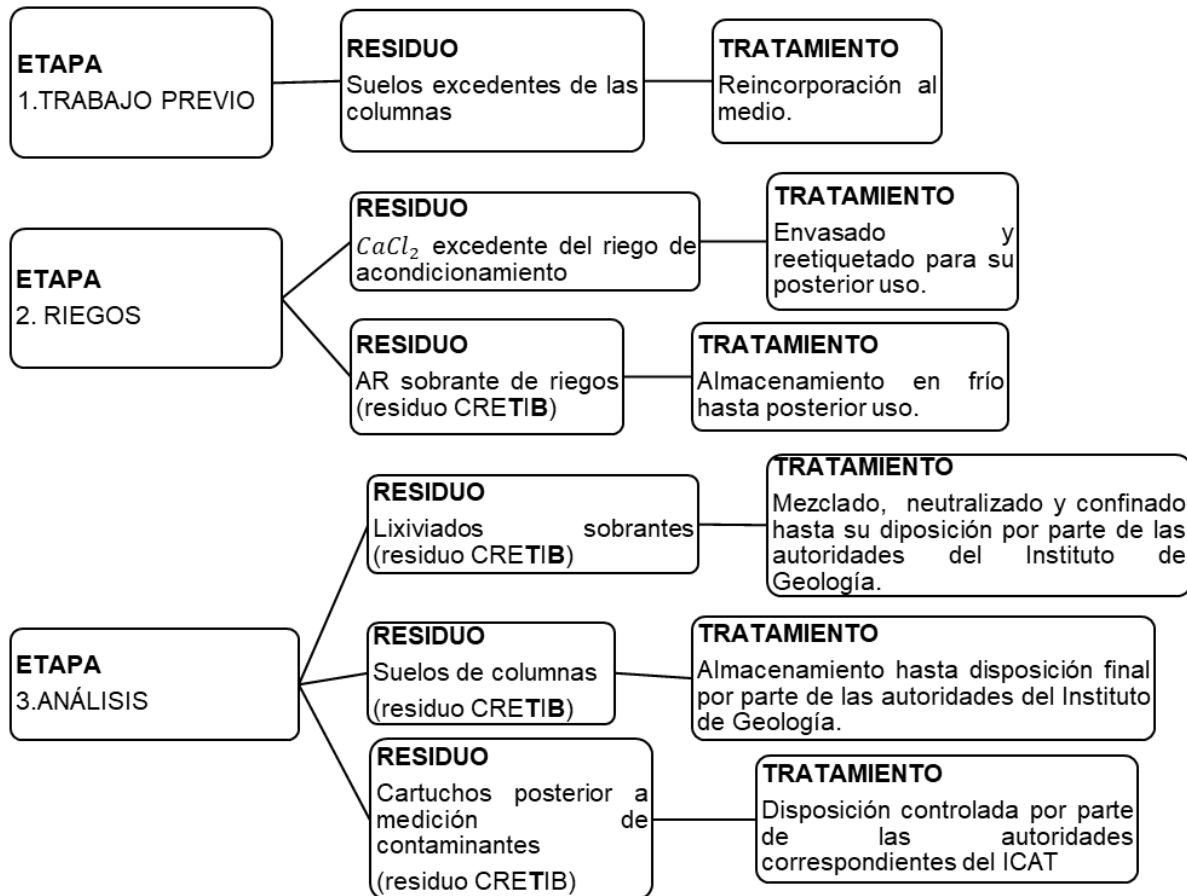 ETAPA
1.TRABAJO PREVIO
RESIDUO
Suelos excedentes de las
columnas
TRATAMIENTO
Reincorporación al
medio.
ETAPA
2. RIEGOS
RESIDUO
CaCl₂ excedente del riego de
acondicionamiento
TRATAMIENTO
Envasado y
reetiquetado para su
posterior uso.
RESIDUO
AR sobrante de riegos
(residuo CRETIB)
TRATAMIENTO
Almacenamiento en frío
hasta posterior uso.
ETAPA
3.ANÁLISIS
RESIDUO
Lixiviados sobrantes
(residuo CRETIB)
TRATAMIENTO
Mezclado, neutralizado y confinado
hasta su diposición por parte de las
autoridades del Instituto de
Geología.
RESIDUO
Suelos de columnas
(residuo CRETIB)
TRATAMIENTO
Almacenamiento hasta disposición final
por parte de las autoridades del Instituto
de Geología.
RESIDUO
Cartuchos posterior a
medición de
contaminantes
(residuo CRETIB)
TRATAMIENTO
Disposición controlada por parte
de las autoridades
correspondientes del ICAT